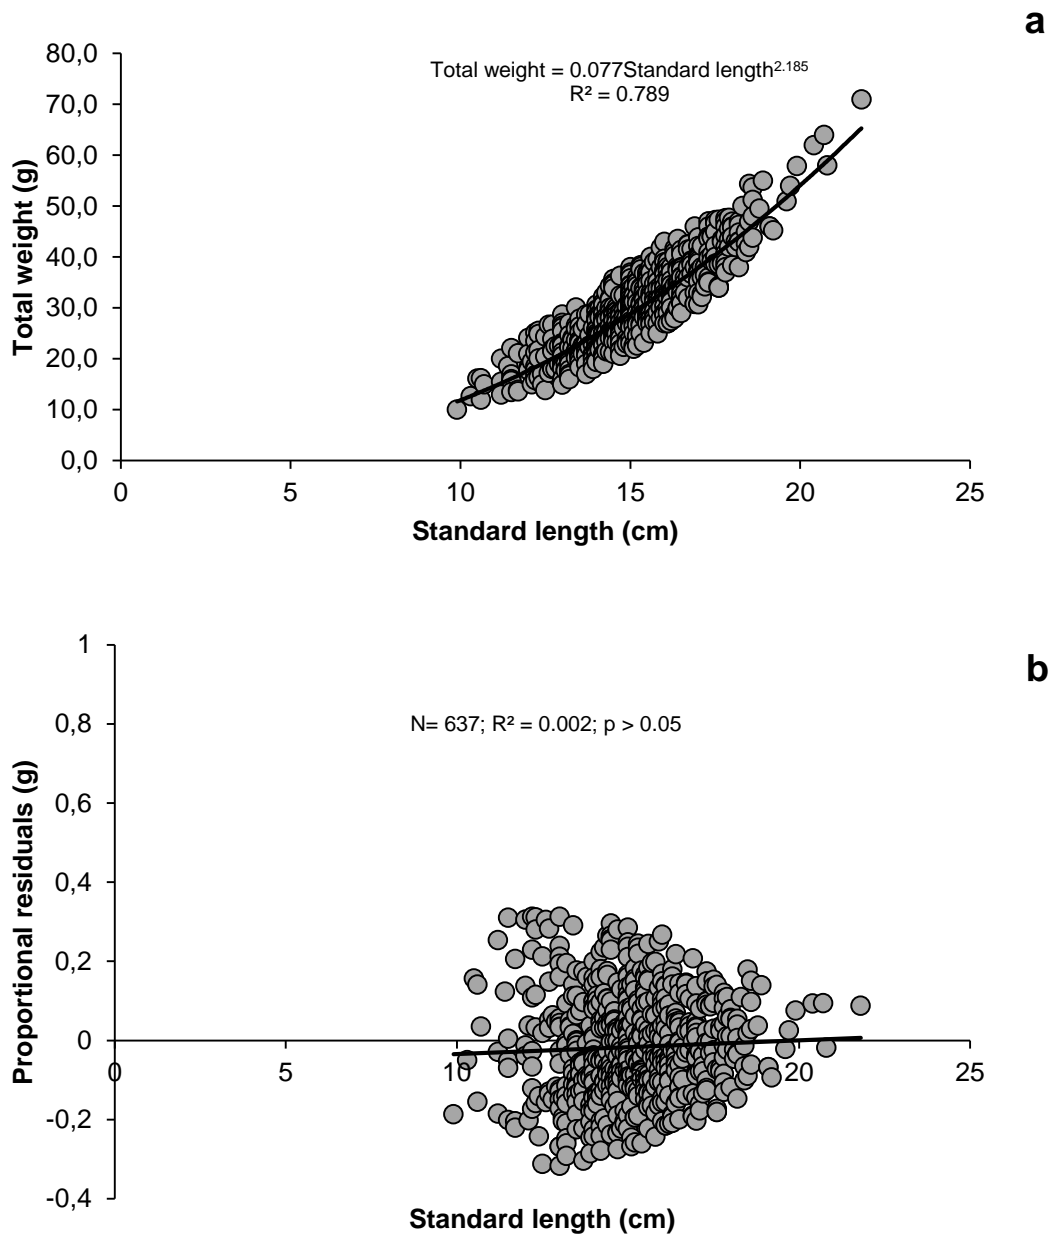 a
80,0
70,0
60,0
50,0
40,0
30,0
20,0
10,0
0,0
Total weight (g)
Total weight = 0.077Standard length^2.185
R² = 0.789
0 5 10 15 20 25
Standard length (cm)
b
1
0,8
0,6
0,4
0,2
0
-0,2
-0,4
Proportional residuals (g)
N= 637; R² = 0.002; p > 0.05
0 5 10 15 20 25
Standard length (cm)